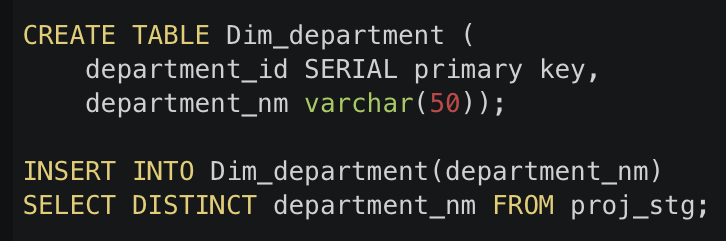 CREATE TABLE Dim_department (
    department_id SERIAL primary key,
    department_nm varchar(50));

INSERT INTO Dim_department(department_nm)
SELECT DISTINCT department_nm FROM proj_stg;